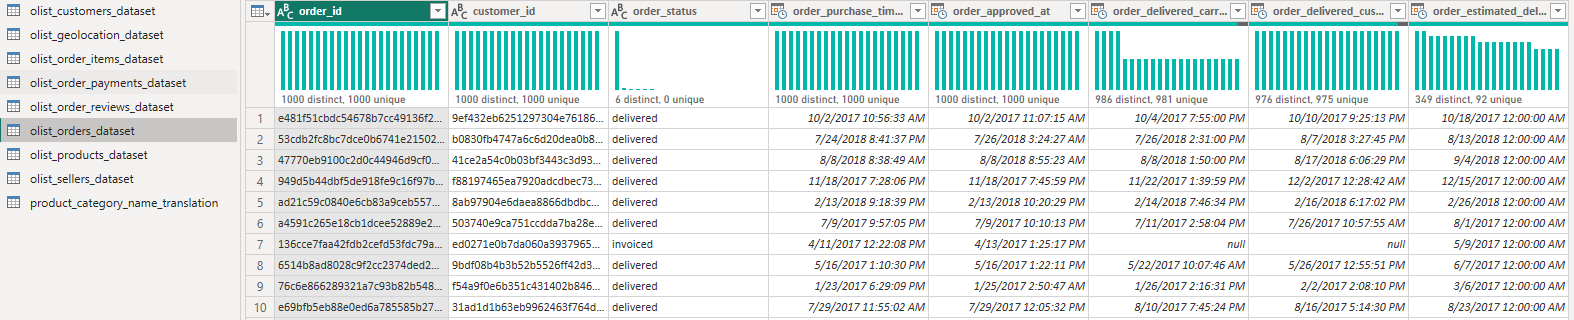 olist_customers_dataset
olist_geolocation_dataset
olist_order_items_dataset
olist_order_payments_dataset
olist_order_reviews_dataset
olist_orders_dataset
olist_products_dataset
olist_sellers_dataset
product_category_name_translation
ABC order_id ABC customer_id ABC order_status order_purchase_tim... order_approved_at order_delivered_carr... order_delivered_cus... order_estimated_del...
1000 distinct, 1000 unique 1000 distinct, 1000 unique 6 distinct, 0 unique 1000 distinct, 1000 unique 1000 distinct, 1000 unique 986 distinct, 981 unique 976 distinct, 975 unique 349 distinct, 92 unique
1 e481f51cbdc54678b7cc49136f2... 9ef432eb6251297304e76186... delivered 10/2/2017 10:56:33 AM 10/2/2017 11:07:15 AM 10/4/2017 7:55:00 PM 10/10/2017 9:25:13 PM 10/18/2017 12:00:00 AM
2 53cdb2fc8bc7dce0b6741e21502... b0830fb4747a6c6d20dea0b8... delivered 7/24/2018 8:41:37 PM 7/26/2018 3:24:27 AM 7/26/2018 2:31:00 PM 8/7/2018 3:27:45 PM 8/13/2018 12:00:00 AM
3 47770eb9100c2d0c44946d9cf0... 41ce2a54c0b03bf3443c3d93... delivered 8/8/2018 8:38:49 AM 8/8/2018 8:55:23 AM 8/8/2018 1:50:00 PM 8/17/2018 6:06:29 PM 9/4/2018 12:00:00 AM
4 949d5b44dbf5de918fe9c16f97b... f88197465ea7920adcdbec73... delivered 11/18/2017 7:28:06 PM 11/18/2017 7:45:59 PM 11/22/2017 1:39:59 PM 12/2/2017 12:28:42 AM 12/15/2017 12:00:00 AM
5 ad21c59c0840e6cb83a9ceb557... 8ab97904e6daea8866dbdbc... delivered 2/13/2018 9:18:39 PM 2/13/2018 10:20:29 PM 2/14/2018 7:46:34 PM 2/16/2018 6:17:02 PM 2/26/2018 12:00:00 AM
6 a4591c265e18cb1dcee52889e2... 503740e9ca751ccdda7ba28e... delivered 7/9/2017 9:57:05 PM 7/9/2017 10:10:13 PM 7/11/2017 2:58:04 PM 7/26/2017 10:57:55 AM 8/1/2017 12:00:00 AM
7 136cce7faa42fdb2cefd53fdc79a... ed0271e0b7da060a3937965... invoiced 4/11/2017 12:22:08 PM 4/13/2017 1:25:17 PM null null 5/9/2017 12:00:00 AM
8 6514b8ad8028c9f2cc2374ded2... 9bdf08b4b3b52b5526ff42d3... delivered 5/16/2017 1:10:30 PM 5/16/2017 1:22:11 PM 5/22/2017 10:07:46 AM 5/26/2017 12:55:51 PM 6/7/2017 12:00:00 AM
9 76c6e866289321a7c93b82b548... f54a9f0e6b351c431402b846... delivered 1/23/2017 6:29:09 PM 1/25/2017 2:50:47 AM 1/26/2017 2:16:31 PM 2/2/2017 2:08:10 PM 3/6/2017 12:00:00 AM
10 e69bfb5eb88e0ed6a785585b27... 31ad1d1b63eb9962463f764d... delivered 7/29/2017 11:55:02 AM 7/29/2017 12:05:32 PM 8/10/2017 7:45:24 PM 8/16/2017 5:14:30 PM 8/23/2017 12:00:00 AM